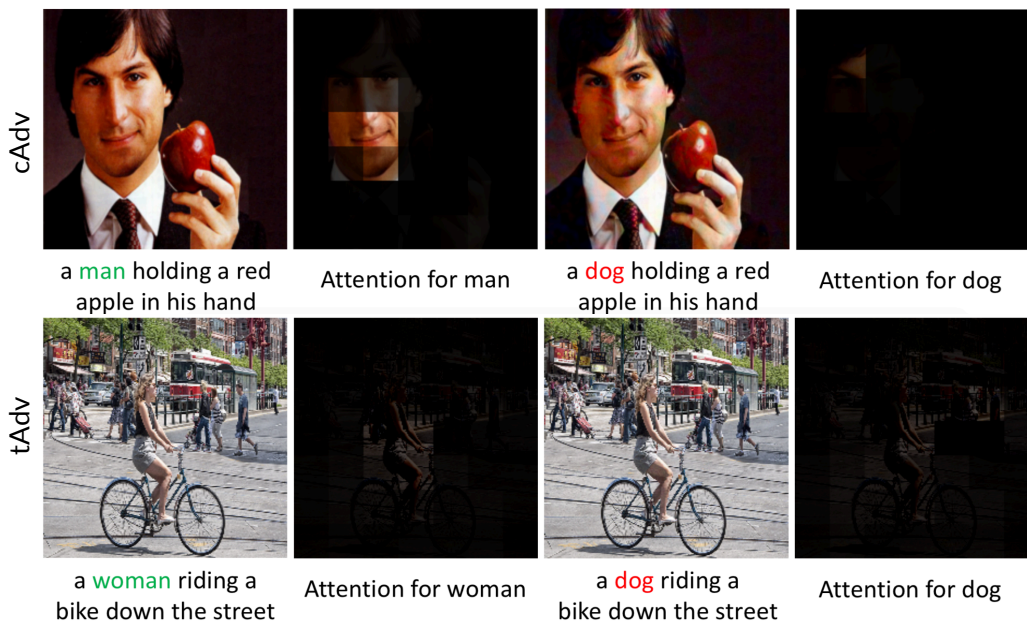 cAdv
a man holding a red
apple in his hand
Attention for man
a dog holding a red
apple in his hand
Attention for dog
tAdv
a woman riding a
bike down the street
Attention for woman
a dog riding a
bike down the street
Attention for dog